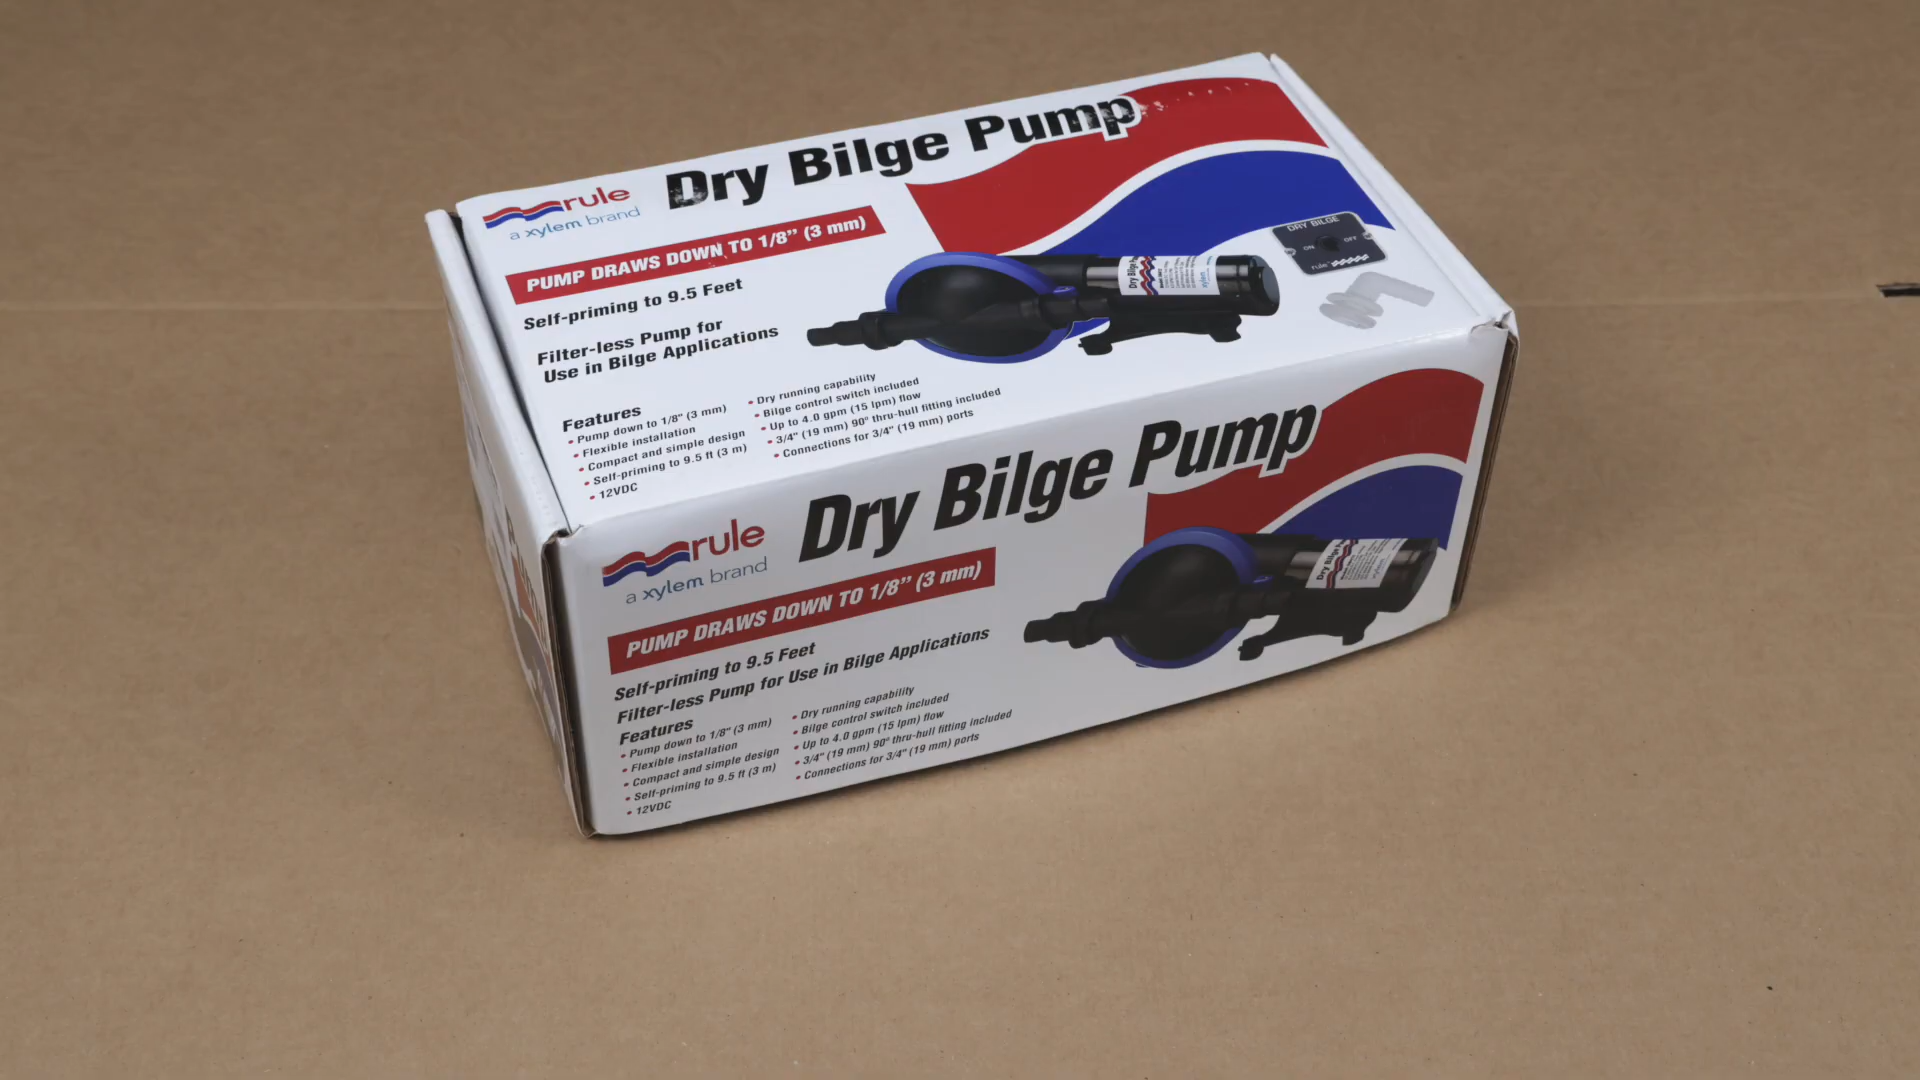 rule
a xylem brand
Dry Bilge Pump
PUMP DRAWS DOWN TO 1/8” (3 mm)
Self-priming to 9.5 Feet
Filter-less Pump for
Use in Bilge Applications
Features
• Pump down to 1/8" (3 mm)
• Flexible installation
• Compact and simple design
• Self-priming to 9.5 ft (3 m)
• 12VDC
• Dry running capability
• Bilge control switch included
• Up to 4.0 gpm (15 lpm) flow
• 3/4" (19 mm) 90º thru-hull fitting included
• Connections for 3/4" (19 mm) ports
Dry Bilge
xylem
DRY BILGE
ON OFF
rule
rule
a xylem brand
Dry Bilge Pump
PUMP DRAWS DOWN TO 1/8” (3 mm)
Self-priming to 9.5 Feet
Filter-less Pump for Use in Bilge Applications
Features
• Pump down to 1/8" (3 mm)
• Flexible installation
• Compact and simple design
• Self-priming to 9.5 ft (3 m)
• 12VDC
• Dry running capability
• Bilge control switch included
• Up to 4.0 gpm (15 lpm) flow
• 3/4" (19 mm) 90º thru-hull fitting included
• Connections for 3/4" (19 mm) ports
Dry Bilge
xylem